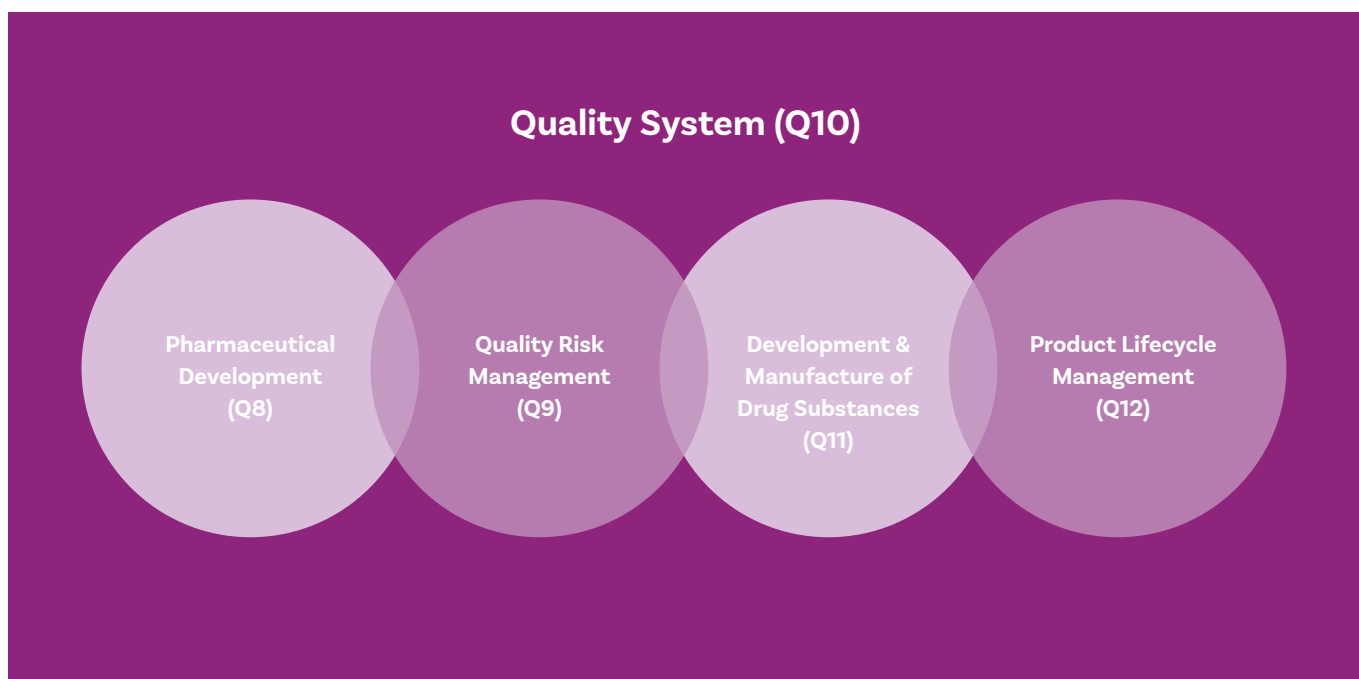 Quality System (Q10)
Pharmaceutical
Development
(Q8)
Quality Risk
Management
(Q9)
Development &
Manufacture of
Drug Substances
(Q11)
Product Lifecycle
Management
(Q12)